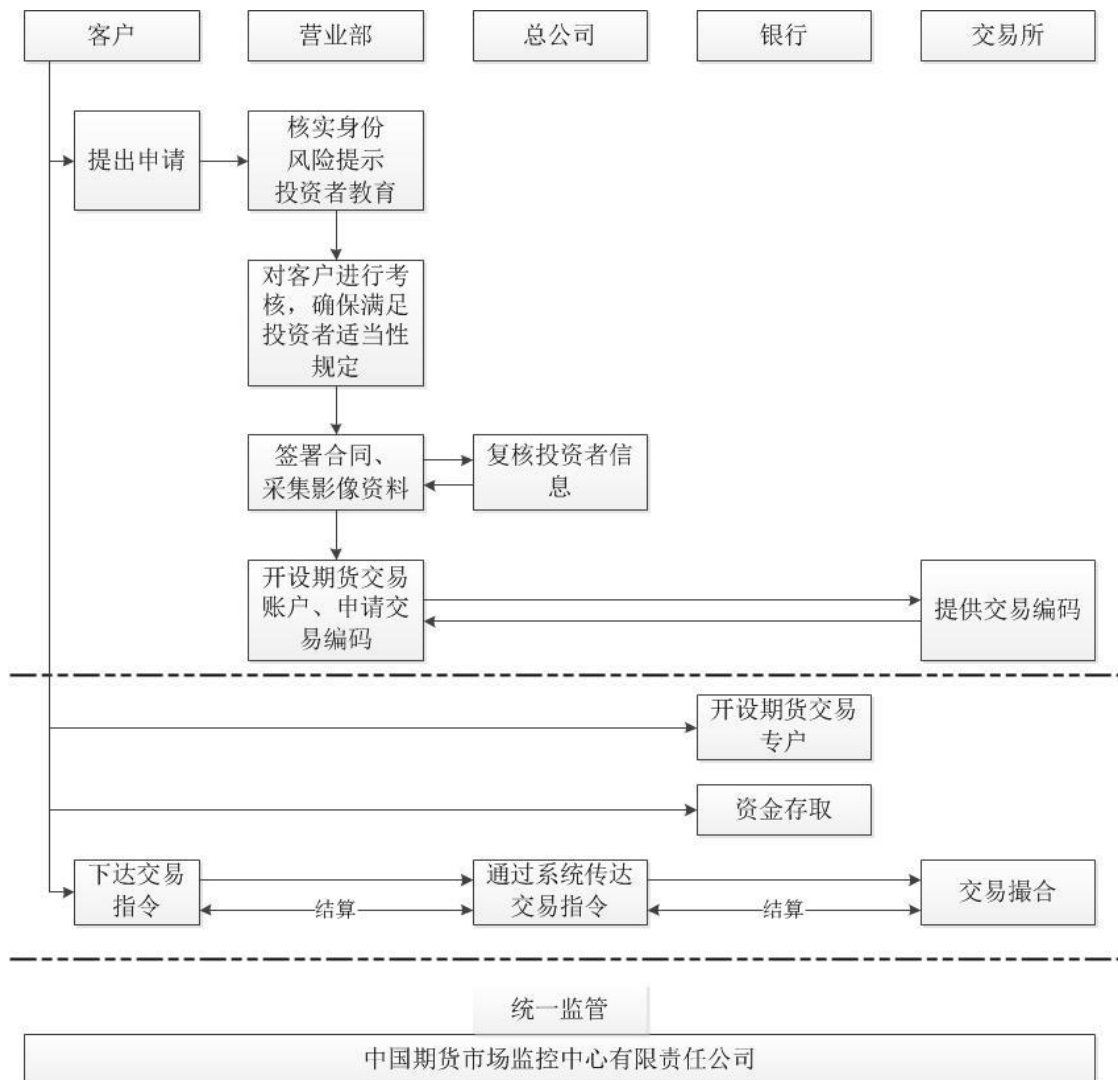 客户
营业部
总公司
银行
交易所
提出申请
核实身份
风险提示
投资者教育
对客户进行考
核，确保满足
投资者适当性
规定
签署合同、
采集影像资料
复核投资者信
息
开设期货交易
账户、申请交
易编码
提供交易编码
开设期货交易
专户
资金存取
下达交易
指令
结算
通过系统传达
交易指令
结算
交易撮合
统一监管
中国期货市场监控中心有限责任公司